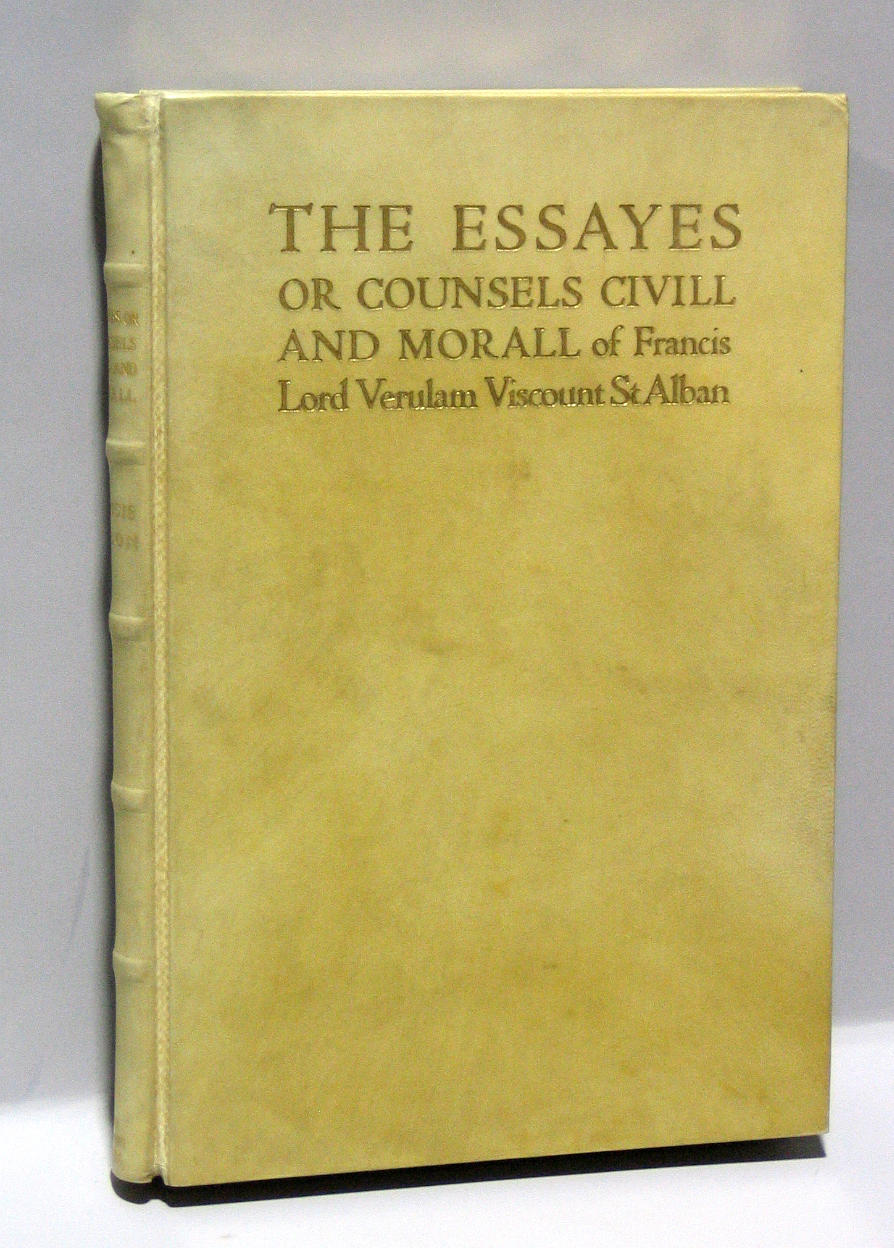 THE ESSAYES
OR COUNSELS CIVILL
AND MORALL of Francis
Lord Verulam Viscount St Alban